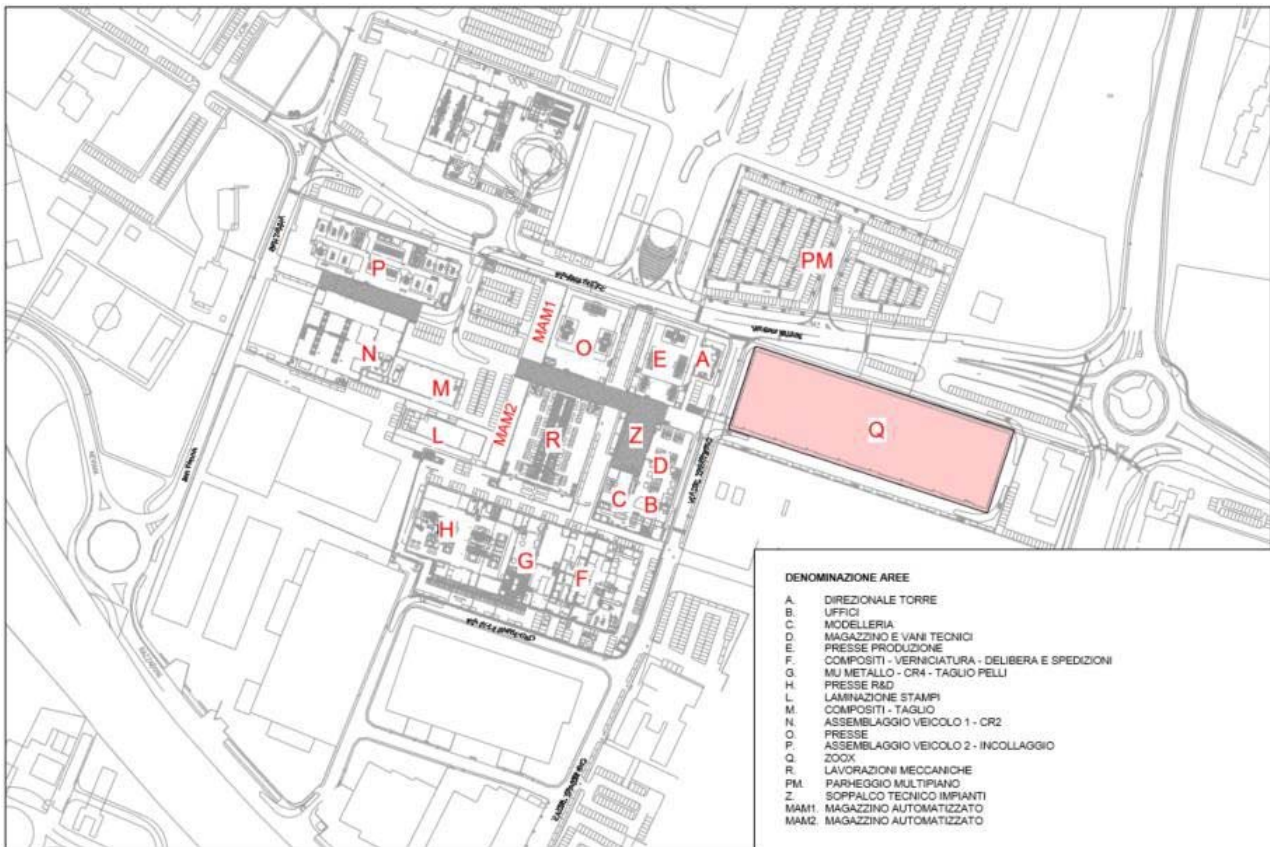 PM
P
MAM1
O
E
A
N
M
MAM2
Q
L
R
Z
D
C
B
H
G
F
DENOMINAZIONE AREE
A. DIREZIONALE TORRE
B. UFFICI
C. MODELLERIA
D. MAGAZZINO E VANI TECNICI
E. PRESSE PRODUZIONE
F. COMPOSITI - VERNICIATURA - DELIBERA E SPEDIZIONI
G. MU METALLO - CR4 - TAGLIO PELLI
H. PRESSE R&D
L. LAMINAZIONE STAMPI
M. COMPOSITI - TAGLIO
N. ASSEMBLAGGIO VEICOLO 1 - CR2
O. PRESSE
P. ASSEMBLAGGIO VEICOLO 2 - INCOLLAGGIO
Q. ZOOX
R. LAVORAZIONI MECCANICHE
PM. PARHEGGIO MULTIPIANO
Z. SOPPALCO TECNICO IMPIANTI
MAM1. MAGAZZINO AUTOMATIZZATO
MAM2. MAGAZZINO AUTOMATIZZATO